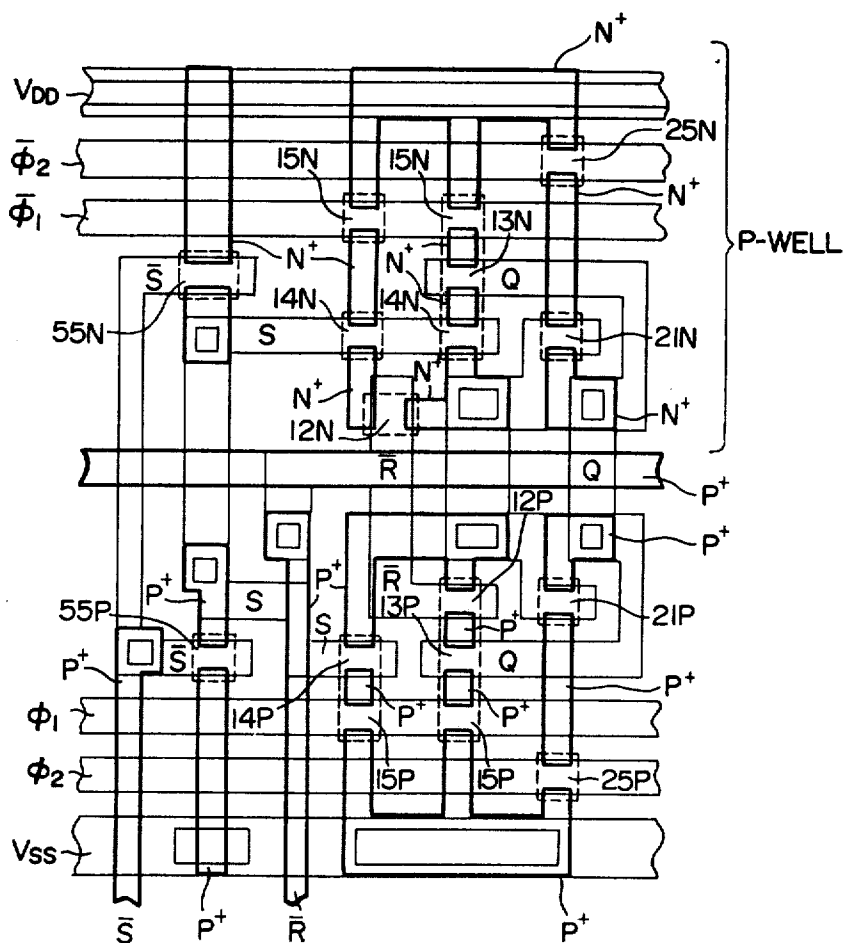 N+
VDD
25N
ϕ̄2
15N 15N
N+
ϕ̄1
13N
P-WELL
N+ N+
S̄ Q
14N 14N
55N S 21N
N+ N+
N+
12N
R̄ Q
P+
12P
P+
P+ R̄
P+ S 13P
55P P+ 21P
S
P+ S̄ Q
P+
ϕ1 14P P+ P+
ϕ2 15P 15P 25P
VSS
S̄ P+ R̄ P+